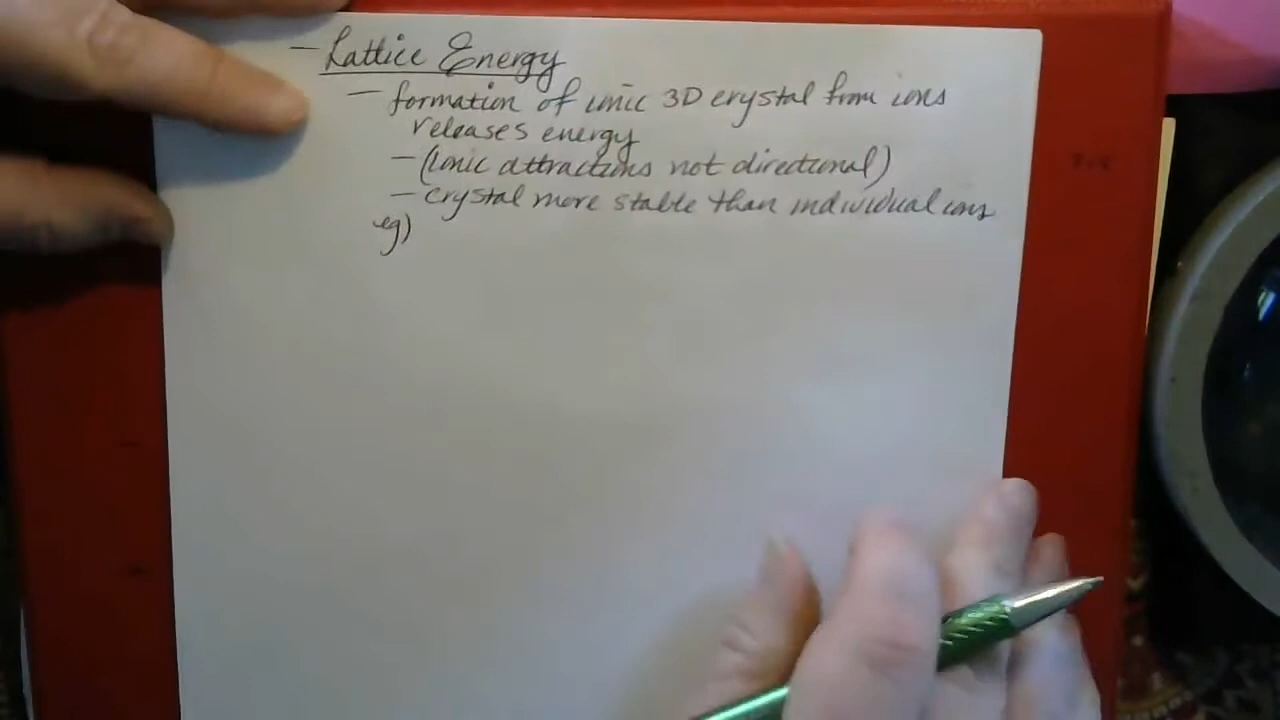 — Lattice Energy
— formation of ionic 3D crystal from ions
releases energy
— (ionic attractions not directional)
— crystal more stable than individual ions
eg)